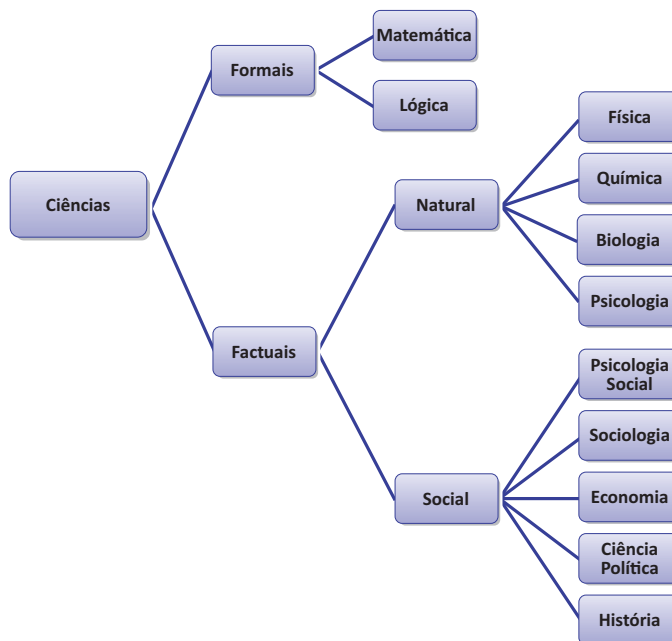 Ciências
Formais
Matemática
Lógica
Factuais
Natural
Física
Química
Biologia
Psicologia
Social
Psicologia
Social
Sociologia
Economia
Ciência
Política
História